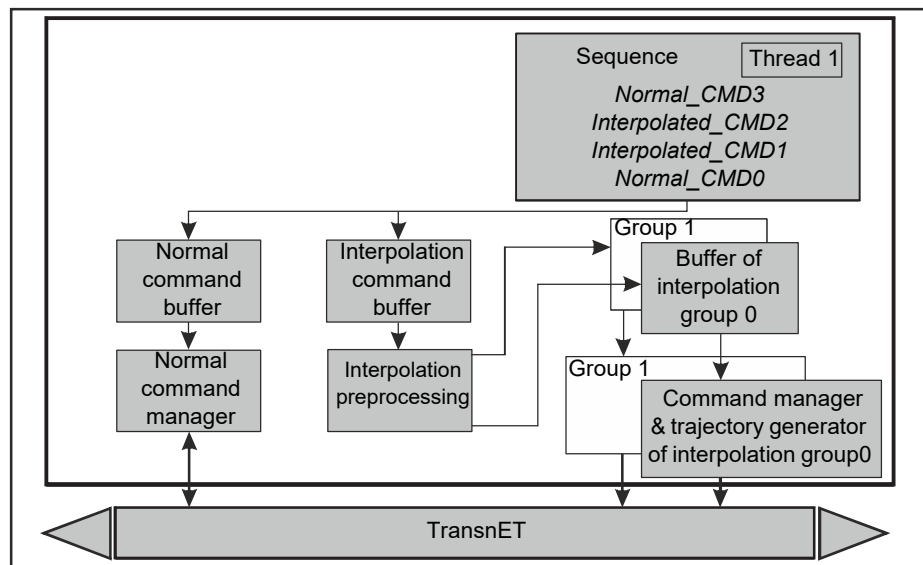 Sequence
Thread 1
Normal_CMD3
Interpolated_CMD2
Interpolated_CMD1
Normal_CMD0
Normal
command
buffer
Interpolation
command
buffer
Group 1
Buffer of
interpolation
group 0
Normal
command
manager
Interpolation
preprocessing
Group 1
Command manager
& trajectory generator
of interpolation group0
TransnET